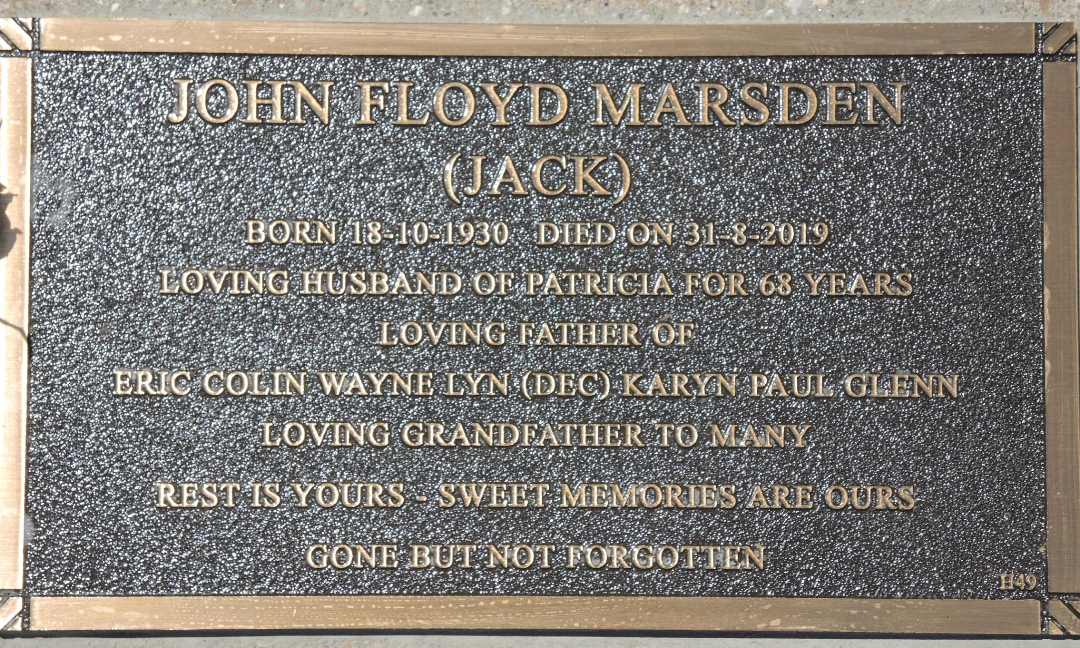 JOHN FLOYD MARSDEN
(JACK)
BORN 18-10-1930 DIED ON 31-8-2019
LOVING HUSBAND OF PATRICIA FOR 68 YEARS
LOVING FATHER OF
ERIC COLIN WAYNE LYN (DEC) KARYN PAUL GLENN
LOVING GRANDFATHER TO MANY
REST IS YOURS - SWEET MEMORIES ARE OURS
GONE BUT NOT FORGOTTEN
H49